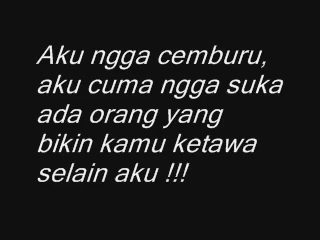 Aku ngga cemburu,
aku cuma ngga suka
ada orang yang
bikin kamu ketawa
selain aku !!!